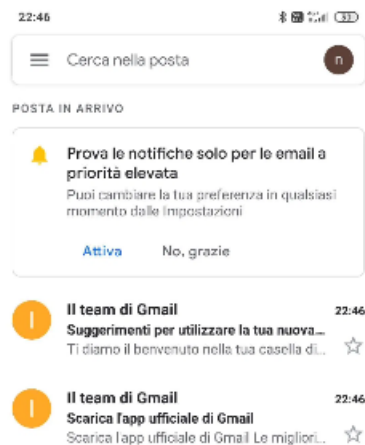 22:46
53
Cerca nella posta
n
POSTA IN ARRIVO
Prova le notifiche solo per le email a
priorità elevata
Puoi cambiare la tua preferenza in qualsiasi
momento dalle Impostazioni
Attiva No, grazie
I
Il team di Gmail 22:46
Suggerimenti per utilizzare la tua nuova...
Ti diamo il benvenuto nella tua casella di...
I
Il team di Gmail 22:46
Scarica l'app ufficiale di Gmail
Scarica l'app ufficiale di Gmail Le migliori...